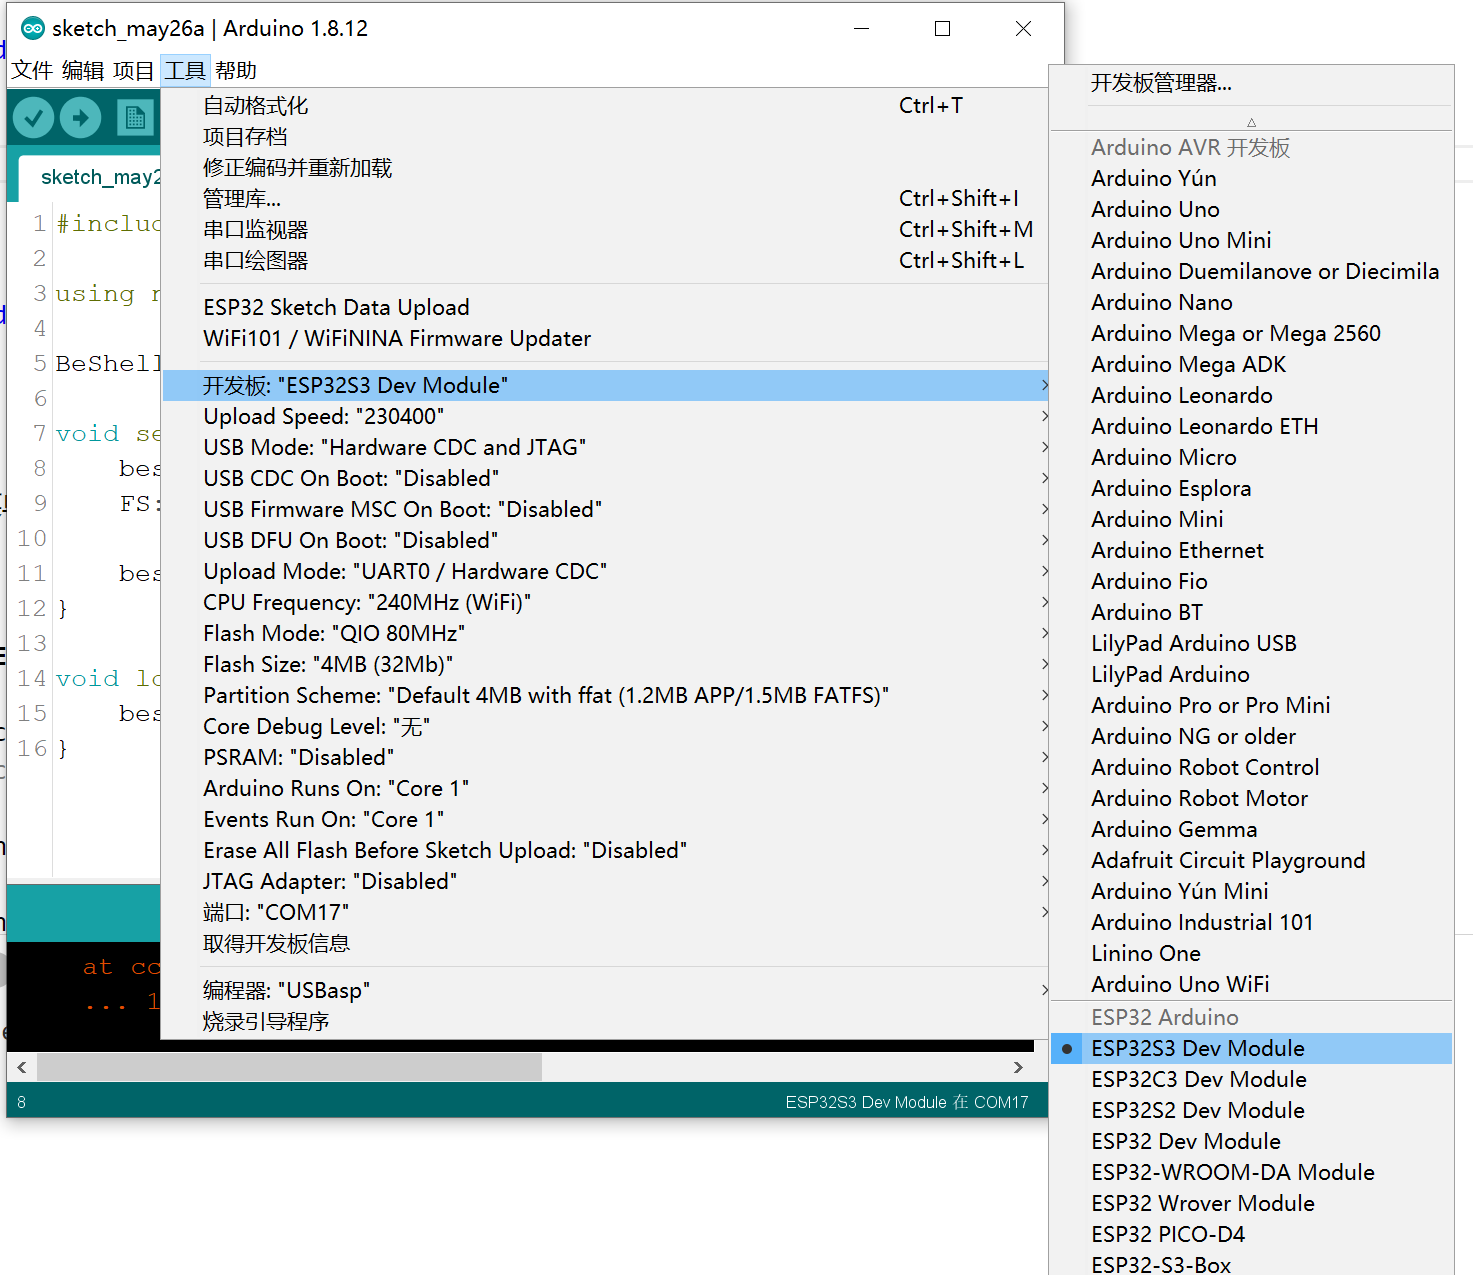 sketch_may26a | Arduino 1.8.12
文件 编辑 项目 工具 帮助
自动格式化 Ctrl+T
项目存档
修正编码并重新加载
管理库... Ctrl+Shift+I
串口监视器 Ctrl+Shift+M
串口绘图器 Ctrl+Shift+L
ESP32 Sketch Data Upload
WiFi101 / WiFiNINA Firmware Updater
开发板: "ESP32S3 Dev Module"
Upload Speed: "230400"
USB Mode: "Hardware CDC and JTAG"
USB CDC On Boot: "Disabled"
USB Firmware MSC On Boot: "Disabled"
USB DFU On Boot: "Disabled"
Upload Mode: "UART0 / Hardware CDC"
CPU Frequency: "240MHz (WiFi)"
Flash Mode: "QIO 80MHz"
Flash Size: "4MB (32Mb)"
Partition Scheme: "Default 4MB with ffat (1.2MB APP/1.5MB FATFS)"
Core Debug Level: "无"
PSRAM: "Disabled"
Arduino Runs On: "Core 1"
Events Run On: "Core 1"
Erase All Flash Before Sketch Upload: "Disabled"
JTAG Adapter: "Disabled"
端口: "COM17"
取得开发板信息
编程器: "USBasp"
烧录引导程序
开发板管理器...
Arduino AVR 开发板
Arduino Yún
Arduino Uno
Arduino Uno Mini
Arduino Duemilanove or Diecimila
Arduino Nano
Arduino Mega or Mega 2560
Arduino Mega ADK
Arduino Leonardo
Arduino Leonardo ETH
Arduino Micro
Arduino Esplora
Arduino Mini
Arduino Ethernet
Arduino Fio
Arduino BT
LilyPad Arduino USB
LilyPad Arduino
Arduino Pro or Pro Mini
Arduino NG or older
Arduino Robot Control
Arduino Robot Motor
Arduino Gemma
Adafruit Circuit Playground
Arduino Yún Mini
Arduino Industrial 101
Linino One
Arduino Uno WiFi
ESP32 Arduino
ESP32S3 Dev Module
ESP32C3 Dev Module
ESP32S2 Dev Module
ESP32 Dev Module
ESP32-WROOM-DA Module
ESP32 Wrover Module
ESP32 PICO-D4
ESP32-S3-Box
sketch_may2
1 #includ
2
3 using n
4
5 BeShell
6
7 void se
8 bes
9 FS:
10
11 bes
12 }
13
14 void lo
15 bes
16 }
at cc
... 1
8
ESP32S3 Dev Module 在 COM17